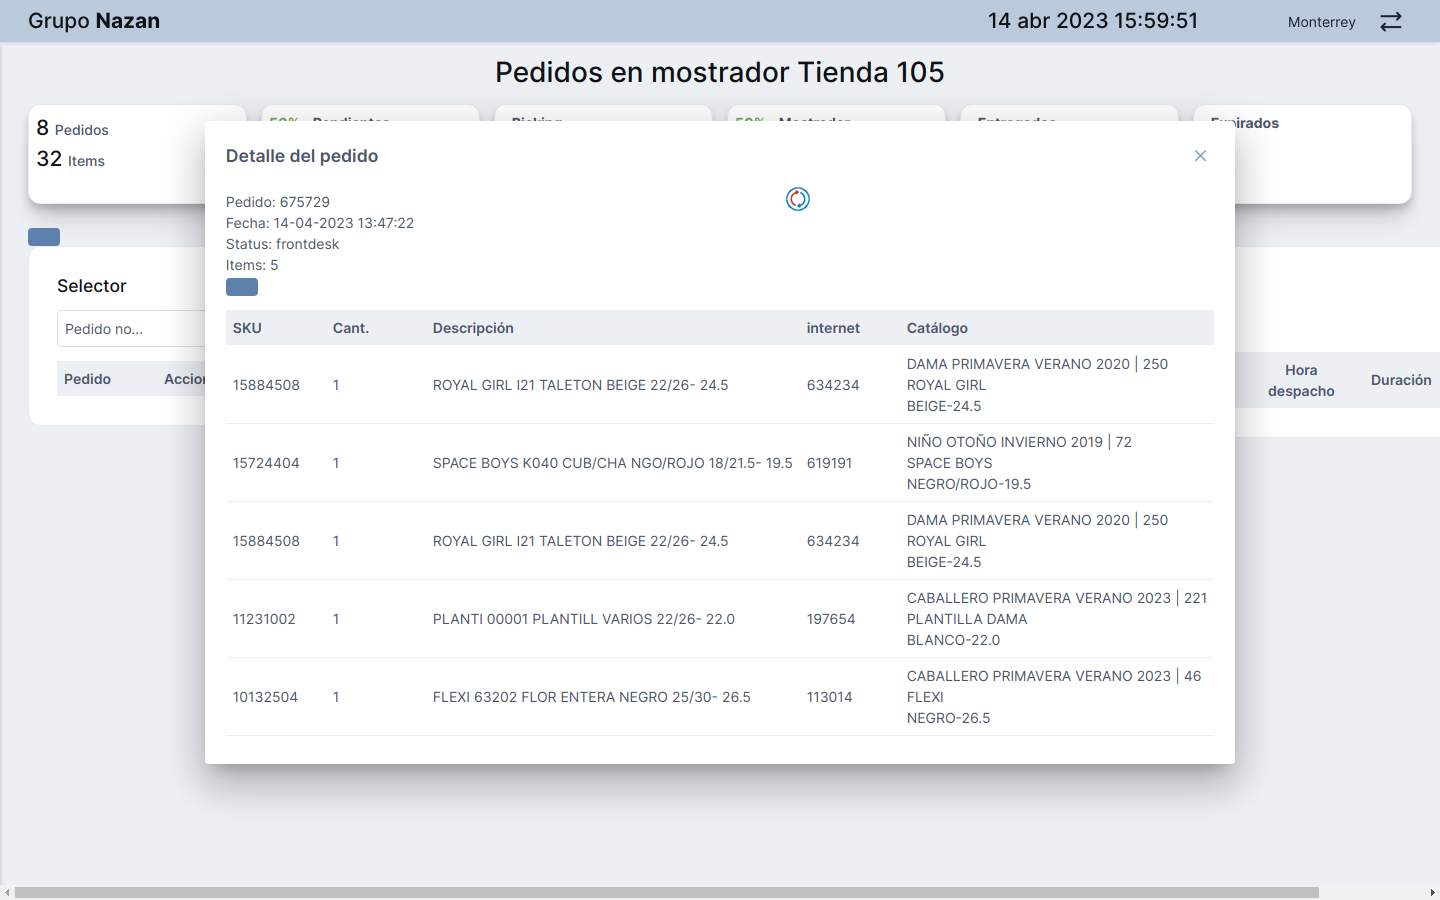 Grupo Nazan
14 abr 2023 15:59:51
Monterrey
Pedidos en mostrador Tienda 105
8 Pedidos
32 Items
50% Pendientes
Picking
50% Mostrador
Entregados
Expirados
Detalle del pedido
Pedido: 675729
Fecha: 14-04-2023 13:47:22
Status: frontdesk
Items: 5
Selector
Pedido no...
Pedido
Hora
despacho
Duración
SKU Cant. Descripción internet Catálogo
15884508 1 ROYAL GIRL I21 TALETON BEIGE 22/26- 24.5 634234 DAMA PRIMAVERA VERANO 2020 | 250
ROYAL GIRL
BEIGE-24.5
15724404 1 SPACE BOYS K040 CUB/CHA NGO/ROJO 18/21.5- 19.5 619191 NIÑO OTOÑO INVIERNO 2019 | 72
SPACE BOYS
NEGRO/ROJO-19.5
15884508 1 ROYAL GIRL I21 TALETON BEIGE 22/26- 24.5 634234 DAMA PRIMAVERA VERANO 2020 | 250
ROYAL GIRL
BEIGE-24.5
11231002 1 PLANTI 00001 PLANTILL VARIOS 22/26- 22.0 197654 CABALLERO PRIMAVERA VERANO 2023 | 221
PLANTILLA DAMA
BLANCO-22.0
10132504 1 FLEXI 63202 FLOR ENTERA NEGRO 25/30- 26.5 113014 CABALLERO PRIMAVERA VERANO 2023 | 46
FLEXI
NEGRO-26.5